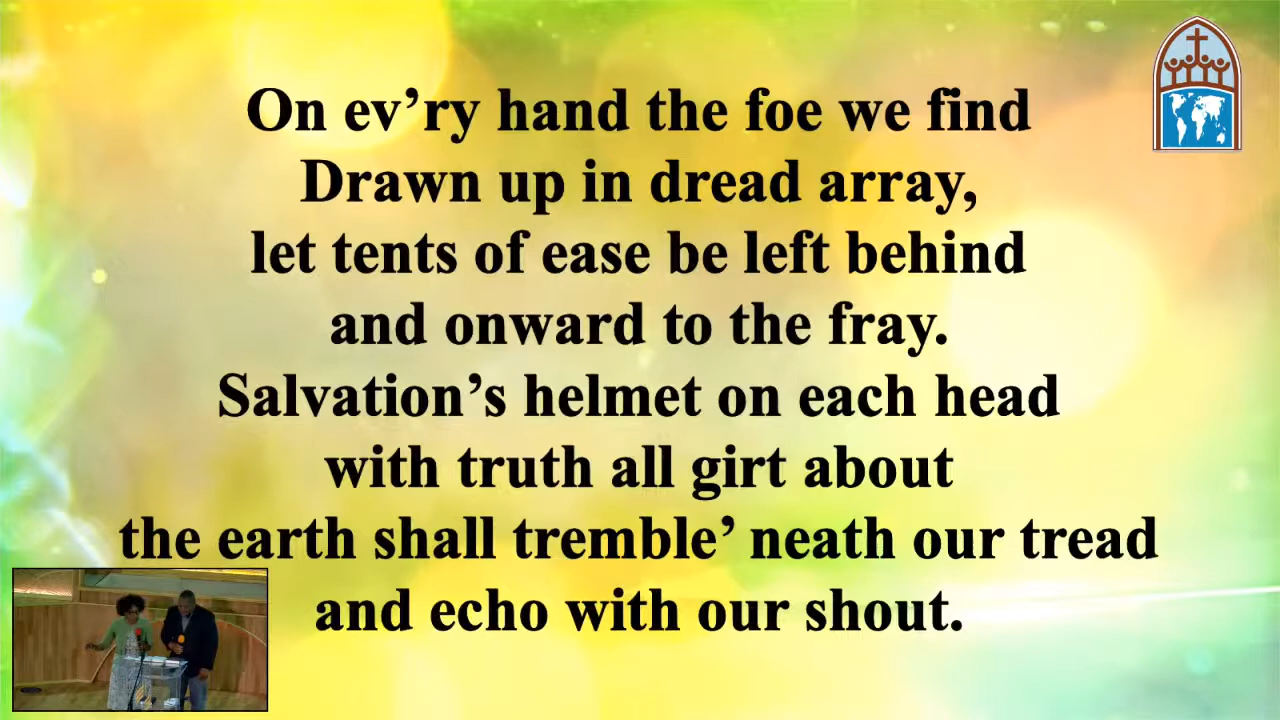 On ev’ry hand the foe we find
Drawn up in dread array,
let tents of ease be left behind
and onward to the fray.
Salvation’s helmet on each head
with truth all girt about
the earth shall tremble’ neath our tread
and echo with our shout.